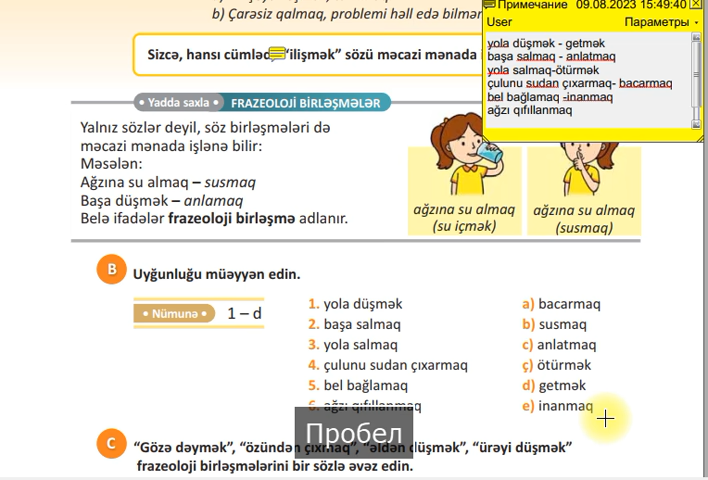 b) Çarəsiz qalmaq, problemi həll edə bilmə
Примечание 09.08.2023 15:49:40
User Параметры
yola düşmək - getmək
başa salmaq - anlatmaq
yola salmaq-ötürmək
çulunu sudan çıxarmaq- bacarmaq
bel bağlamaq -inanmaq
ağzı qıfıllanmaq
Sizcə, hansı cümlədə “ilişmək” sözü məcazi mənada
• Yadda saxla • FRAZEOLOJİ BİRLƏŞMƏLƏR
Yalnız sözlər deyil, söz birləşmələri də
məcazi mənada işlənə bilir:
Məsələn:
Ağzına su almaq – susmaq
Başa düşmək – anlamaq
Belə ifadələr frazeoloji birləşmə adlanır.
ağzına su almaq
(su içmək)
ağzına su almaq
(susmaq)
B Uyğunluğu müəyyən edin.
• Nümunə • 1 – d
1. yola düşmək
2. başa salmaq
3. yola salmaq
4. çulunu sudan çıxarmaq
5. bel bağlamaq
6. ağzı qıfıllanmaq
a) bacarmaq
b) susmaq
c) anlatmaq
ç) ötürmək
d) getmək
e) inanmaq
Пробел
C “Gözə dəymək”, “özündən çıxmaq”, “əldən düşmək”, “ürəyi düşmək”
frazeoloji birləşmələrini bir sözlə əvəz edin.